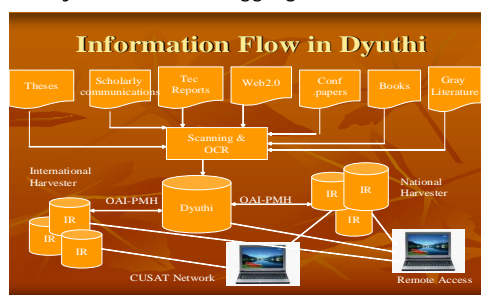 Information Flow in Dyuthi
Theses
Scholarly
communications
Tec
Reports
Web2.0
Conf
.papers
Books
Gray
Literature
Scanning &
OCR
International
Harvester
National
Harvester
OAI-PMH
Dyuthi
OAI-PMH
IR
IR
IR
IR
IR
IR
CUSAT Network
Remote Access